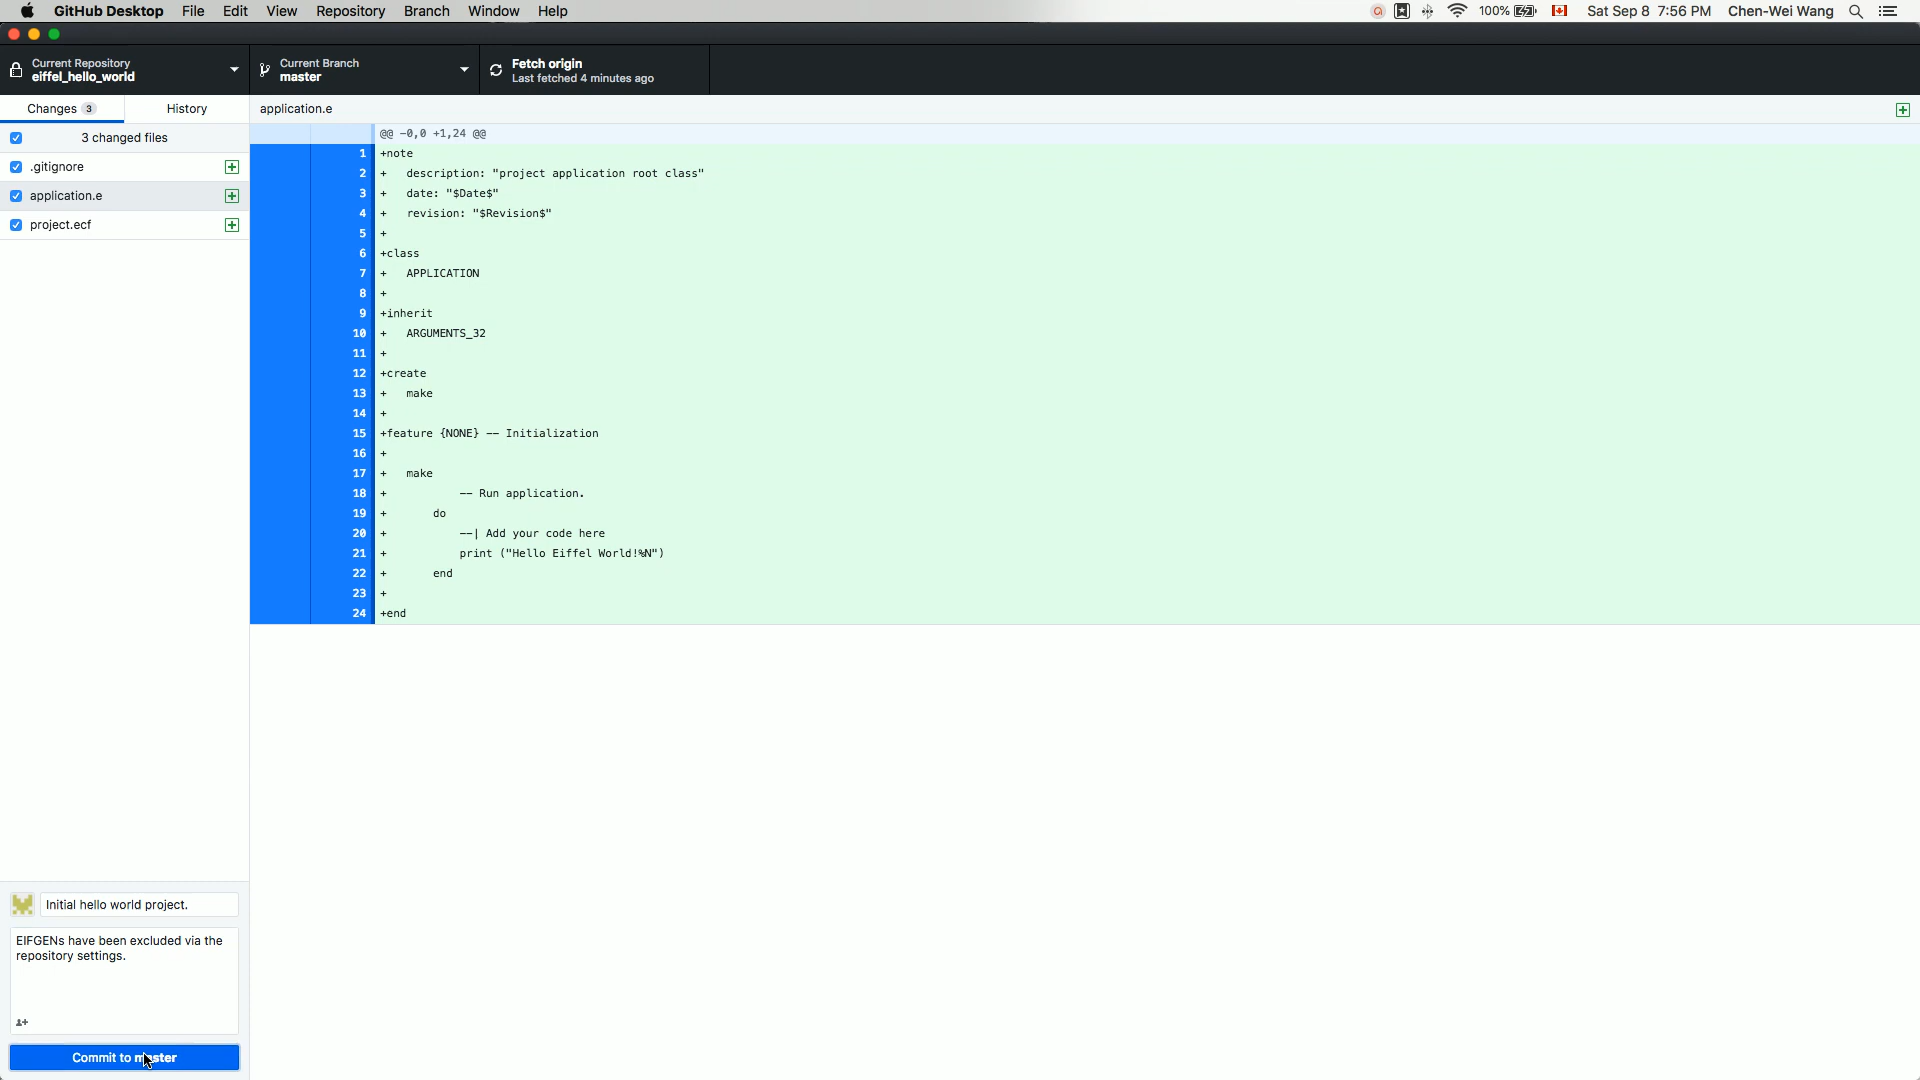 GitHub Desktop File Edit View Repository Branch Window Help 100% Sat Sep 8 7:56 PM Chen-Wei Wang
Current Repository
eiffel_hello_world
Current Branch
master
Fetch origin
Last fetched 4 minutes ago
Changes 3 History
application.e
3 changed files
.gitignore
application.e
project.ecf
@@ -0,0 +1,24 @@
1 +note
2 + description: "project application root class"
3 + date: "$Date$"
4 + revision: "$Revision$"
5 +
6 +class
7 + APPLICATION
8 +
9 +inherit
10 + ARGUMENTS_32
11 +
12 +create
13 + make
14 +
15 +feature {NONE} -- Initialization
16 +
17 + make
18 + -- Run application.
19 + do
20 + --| Add your code here
21 + print ("Hello Eiffel World!%N")
22 + end
23 +
24 +end
Initial hello world project.
EIFGENs have been excluded via the
repository settings.
Commit to master